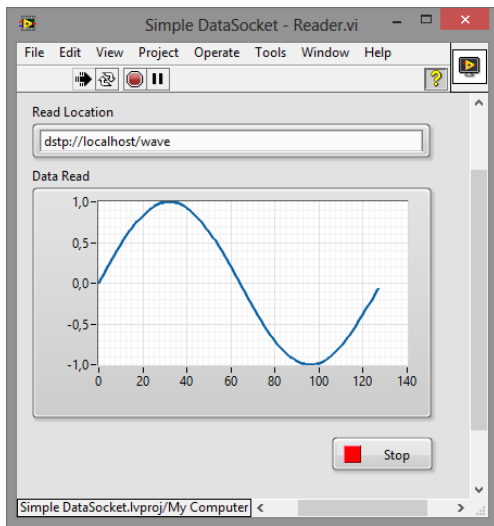 Simple DataSocket - Reader.vi
File Edit View Project Operate Tools Window Help
Read Location
dstp://localhost/wave
Data Read
1,0
0,5
0,0
-0,5
-1,0
0 20 40 60 80 100 120 140
Stop
Simple DataSocket.lvproj/My Computer